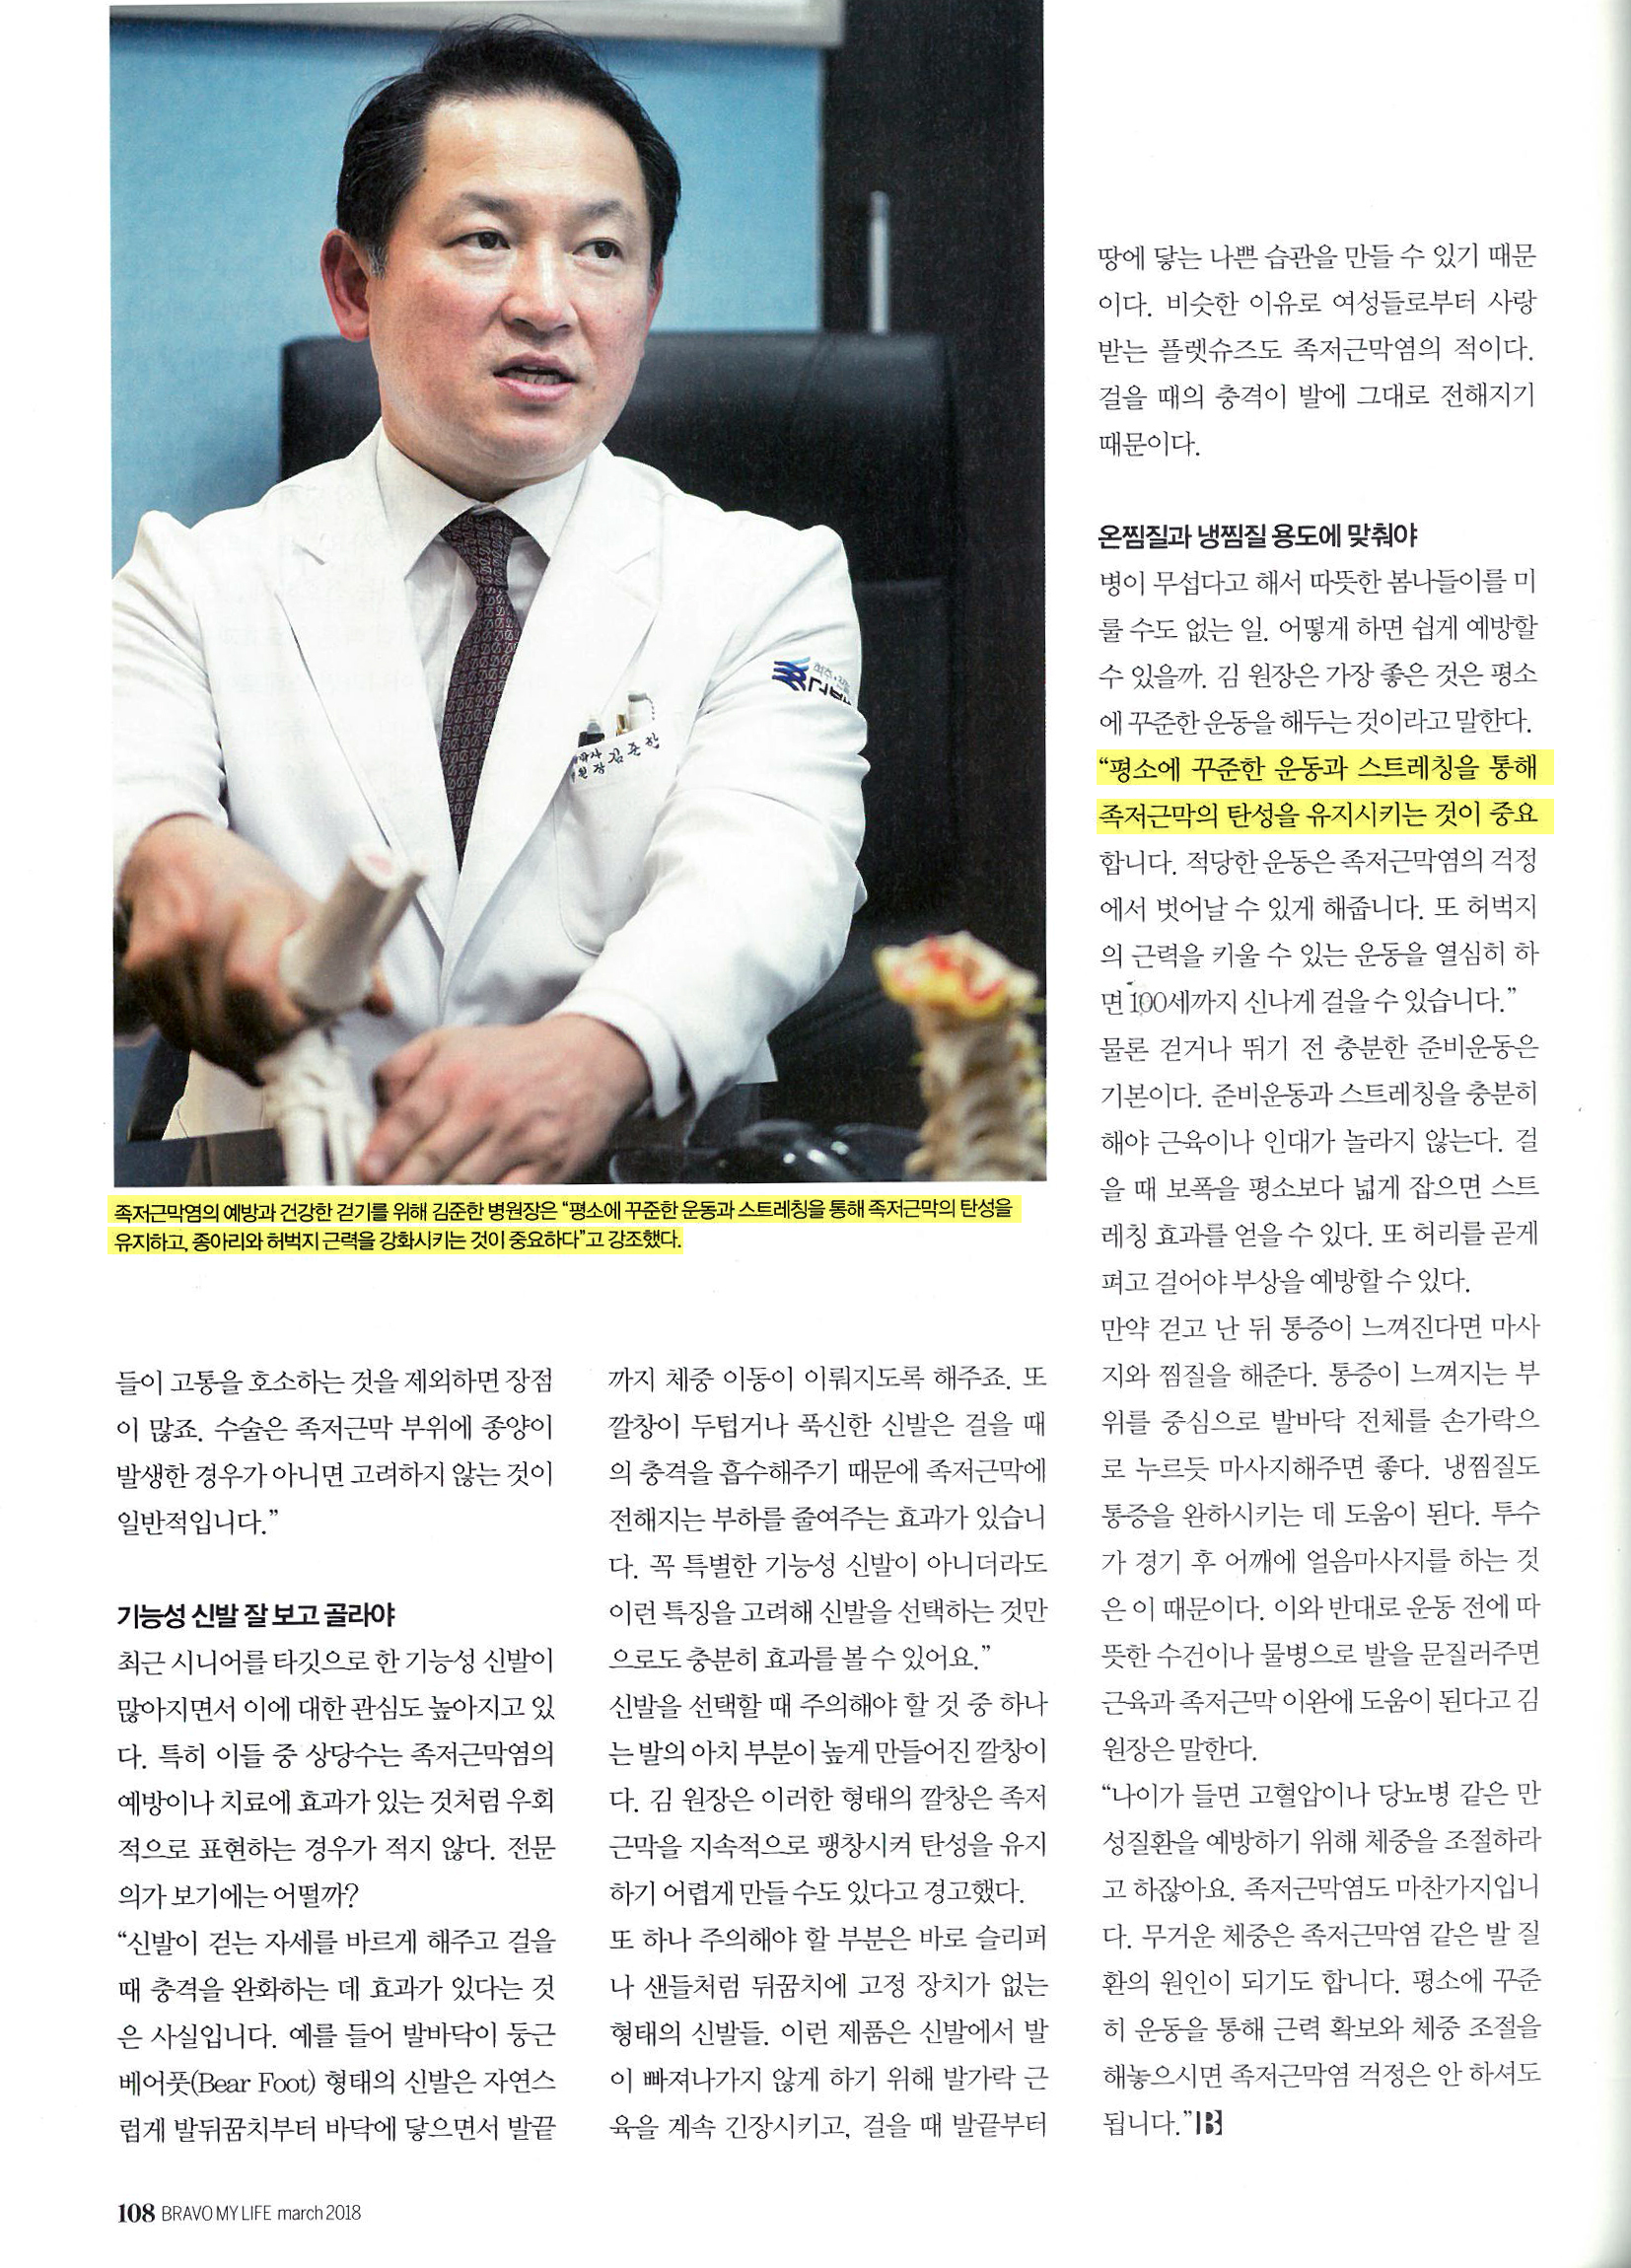 나밝
김준한
원장
족저근막염의 예방과 건강한 걷기를 위해 김준한 병원장은 “평소에 꾸준한 운동과 스트레칭을 통해 족저근막의 탄성을
유지하고, 종아리와 허벅지 근력을 강화시키는 것이 중요하다”고 강조했다.
들이 고통을 호소하는 것을 제외하면 장점
이 많죠. 수술은 족저근막 부위에 종양이
발생한 경우가 아니면 고려하지 않는 것이
일반적입니다.”
기능성 신발 잘 보고 골라야
최근 시니어를 타깃으로 한 기능성 신발이
많아지면서 이에 대한 관심도 높아지고 있
다. 특히 이들 중 상당수는 족저근막염의
예방이나 치료에 효과가 있는 것처럼 우회
적으로 표현하는 경우가 적지 않다. 전문
의가 보기에는 어떨까?
“신발이 걷는 자세를 바르게 해주고 걸을
때 충격을 완화하는 데 효과가 있다는 것
은 사실입니다. 예를 들어 발바닥이 둥근
베어풋(Bear Foot) 형태의 신발은 자연스
럽게 발뒤꿈치부터 바닥에 닿으면서 발끝
까지 체중 이동이 이뤄지도록 해주죠. 또
깔창이 두텁거나 푹신한 신발은 걸을 때
의 충격을 흡수해주기 때문에 족저근막에
전해지는 부하를 줄여주는 효과가 있습니
다. 꼭 특별한 기능성 신발이 아니더라도
이런 특징을 고려해 신발을 선택하는 것만
으로도 충분히 효과를 볼 수 있어요.”
신발을 선택할 때 주의해야 할 것 중 하나
는 발의 아치 부분이 높게 만들어진 깔창이
다. 김 원장은 이러한 형태의 깔창은 족저
근막을 지속적으로 팽창시켜 탄성을 유지
하기 어렵게 만들 수도 있다고 경고했다.
또 하나 주의해야 할 부분은 바로 슬리퍼
나 샌들처럼 뒤꿈치에 고정 장치가 없는
형태의 신발들. 이런 제품은 신발에서 발
이 빠져나가지 않게 하기 위해 발가락 근
육을 계속 긴장시키고, 걸을 때 발끝부터
땅에 닿는 나쁜 습관을 만들 수 있기 때문
이다. 비슷한 이유로 여성들로부터 사랑
받는 플렛슈즈도 족저근막염의 적이다.
걸을 때의 충격이 발에 그대로 전해지기
때문이다.
온찜질과 냉찜질 용도에 맞춰야
병이 무섭다고 해서 따뜻한 봄나들이를 미
룰 수도 없는 일. 어떻게 하면 쉽게 예방할
수 있을까. 김 원장은 가장 좋은 것은 평소
에 꾸준한 운동을 해두는 것이라고 말한다.
“평소에 꾸준한 운동과 스트레칭을 통해
족저근막의 탄성을 유지시키는 것이 중요
합니다. 적당한 운동은 족저근막염의 걱정
에서 벗어날 수 있게 해줍니다. 또 허벅지
의 근력을 키울 수 있는 운동을 열심히 하
면 100세까지 신나게 걸을 수 있습니다.”
물론 걷거나 뛰기 전 충분한 준비운동은
기본이다. 준비운동과 스트레칭을 충분히
해야 근육이나 인대가 놀라지 않는다. 걸
을 때 보폭을 평소보다 넓게 잡으면 스트
레칭 효과를 얻을 수 있다. 또 허리를 곧게
펴고 걸어야 부상을 예방할 수 있다.
만약 걷고 난 뒤 통증이 느껴진다면 마사
지와 찜질을 해준다. 통증이 느껴지는 부
위를 중심으로 발바닥 전체를 손가락으
로 누르듯 마사지해주면 좋다. 냉찜질도
통증을 완하시키는 데 도움이 된다. 투수
가 경기 후 어깨에 얼음마사지를 하는 것
은 이 때문이다. 이와 반대로 운동 전에 따
뜻한 수건이나 물병으로 발을 문질러주면
근육과 족저근막 이완에 도움이 된다고 김
원장은 말한다.
“나이가 들면 고혈압이나 당뇨병 같은 만
성질환을 예방하기 위해 체중을 조절하라
고 하잖아요. 족저근막염도 마찬가지입니
다. 무거운 체중은 족저근막염 같은 발 질
환의 원인이 되기도 합니다. 평소에 꾸준
히 운동을 통해 근력 확보와 체중 조절을
해놓으시면 족저근막염 걱정은 안 하셔도
됩니다.” B
108 BRAVO MY LIFE march 2018